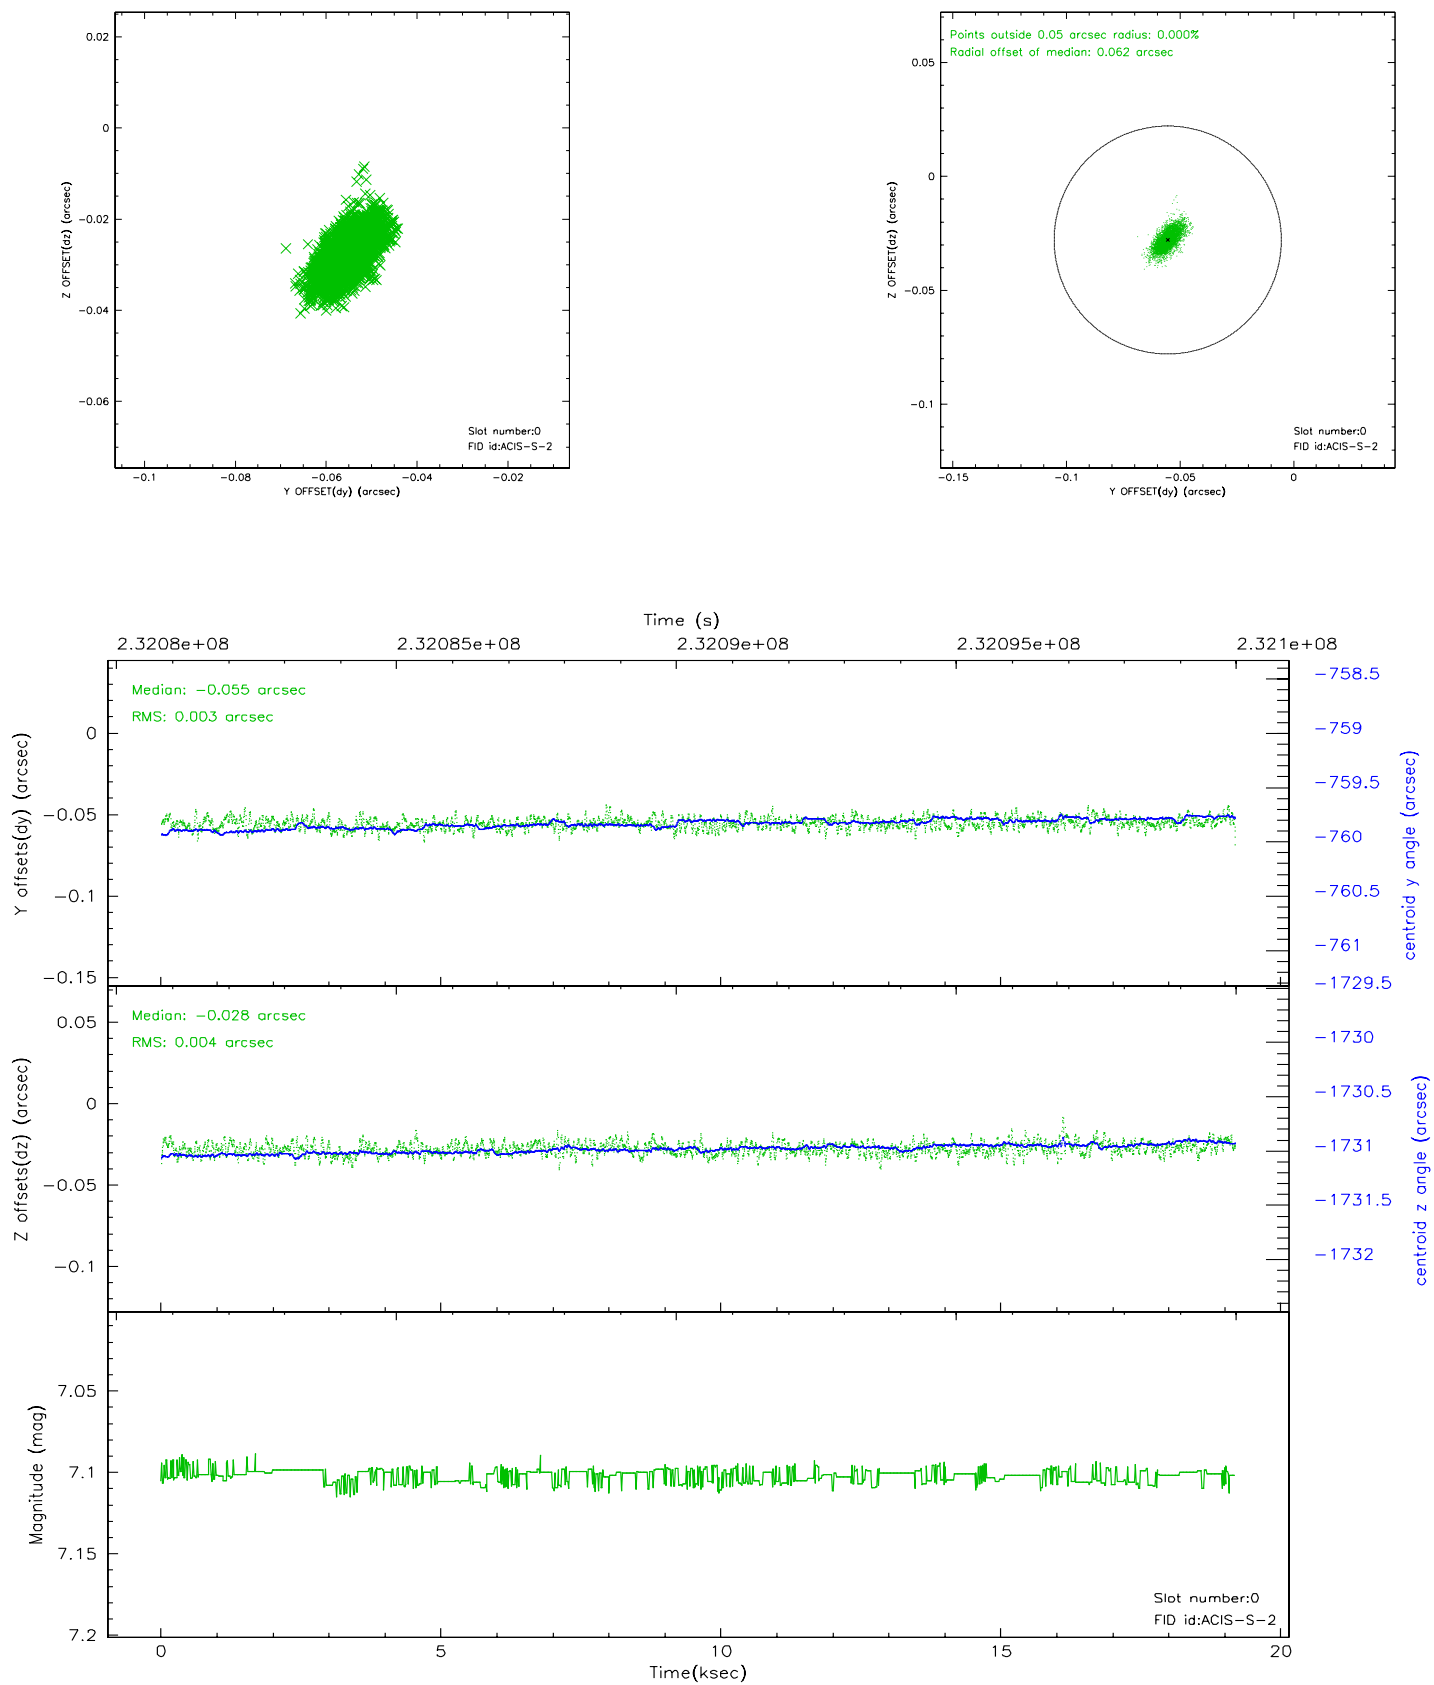 0.02
0
-0.02
-0.04
-0.06
Z OFFSET(dz) (arcsec)
Slot number:0
FID id:ACIS-S-2
-0.1 -0.08 -0.06 -0.04 -0.02
Y OFFSET(dy) (arcsec)
Points outside 0.05 arcsec radius: 0.000%
Radial offset of median: 0.062 arcsec
0.05
0
-0.05
-0.1
Z OFFSET(dz) (arcsec)
Slot number:0
FID id:ACIS-S-2
-0.15 -0.1 -0.05 0
Y OFFSET(dy) (arcsec)
Time (s)
2.3208e+08 2.32085e+08 2.3209e+08 2.32095e+08 2.321e+08
Median: -0.055 arcsec
RMS: 0.003 arcsec
0
-0.05
-0.1
-0.15
Y offsets(dy) (arcsec)
-758.5
-759
-759.5
-760
-760.5
-761
centroid y angle (arcsec)
Median: -0.028 arcsec
RMS: 0.004 arcsec
0.05
0
-0.05
-0.1
Z offsets(dz) (arcsec)
-1729.5
-1730
-1730.5
-1731
-1731.5
-1732
centroid z angle (arcsec)
7.05
7.1
7.15
7.2
Magnitude (mag)
Slot number:0
FID id:ACIS-S-2
0 5 10 15 20
Time(ksec)